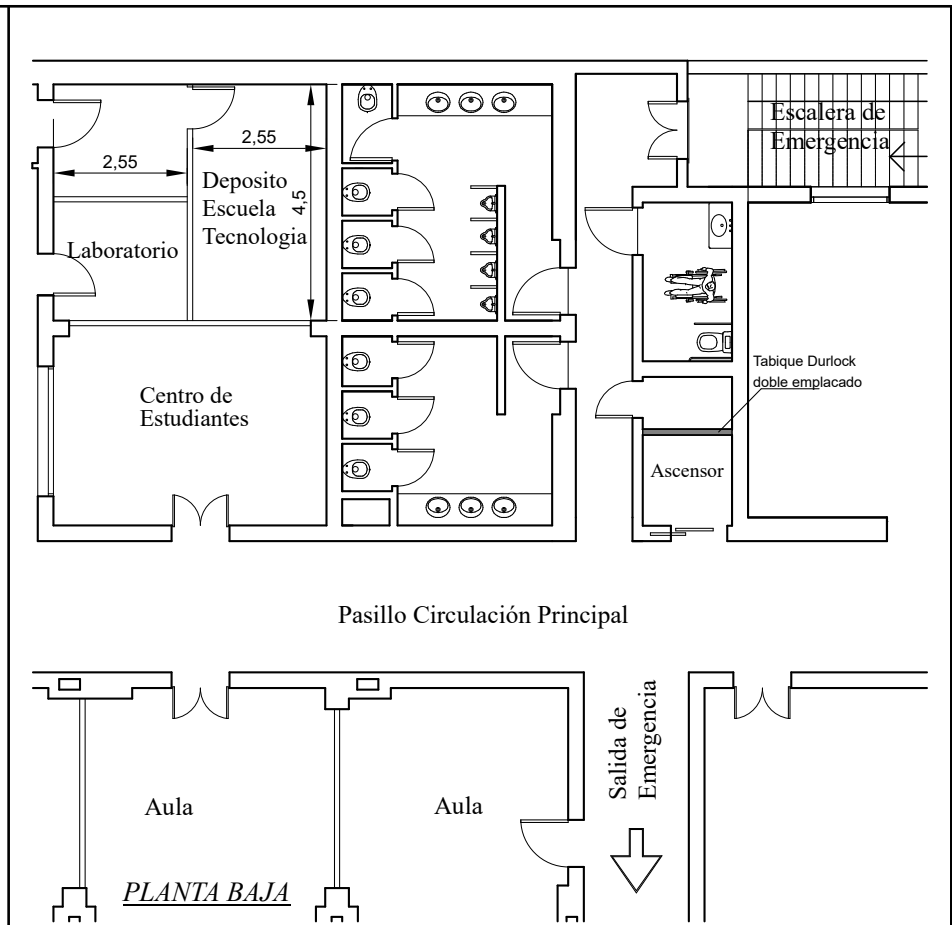 Escalera de
Emergencia
2,55
2,55
4,5
Deposito
Escuela
Tecnologia
Laboratorio
Centro de
Estudiantes
Tabique Durlock
doble emplacado
Ascensor
Pasillo Circulación Principal
Salida de
Emergencia
Aula
Aula
PLANTA BAJA